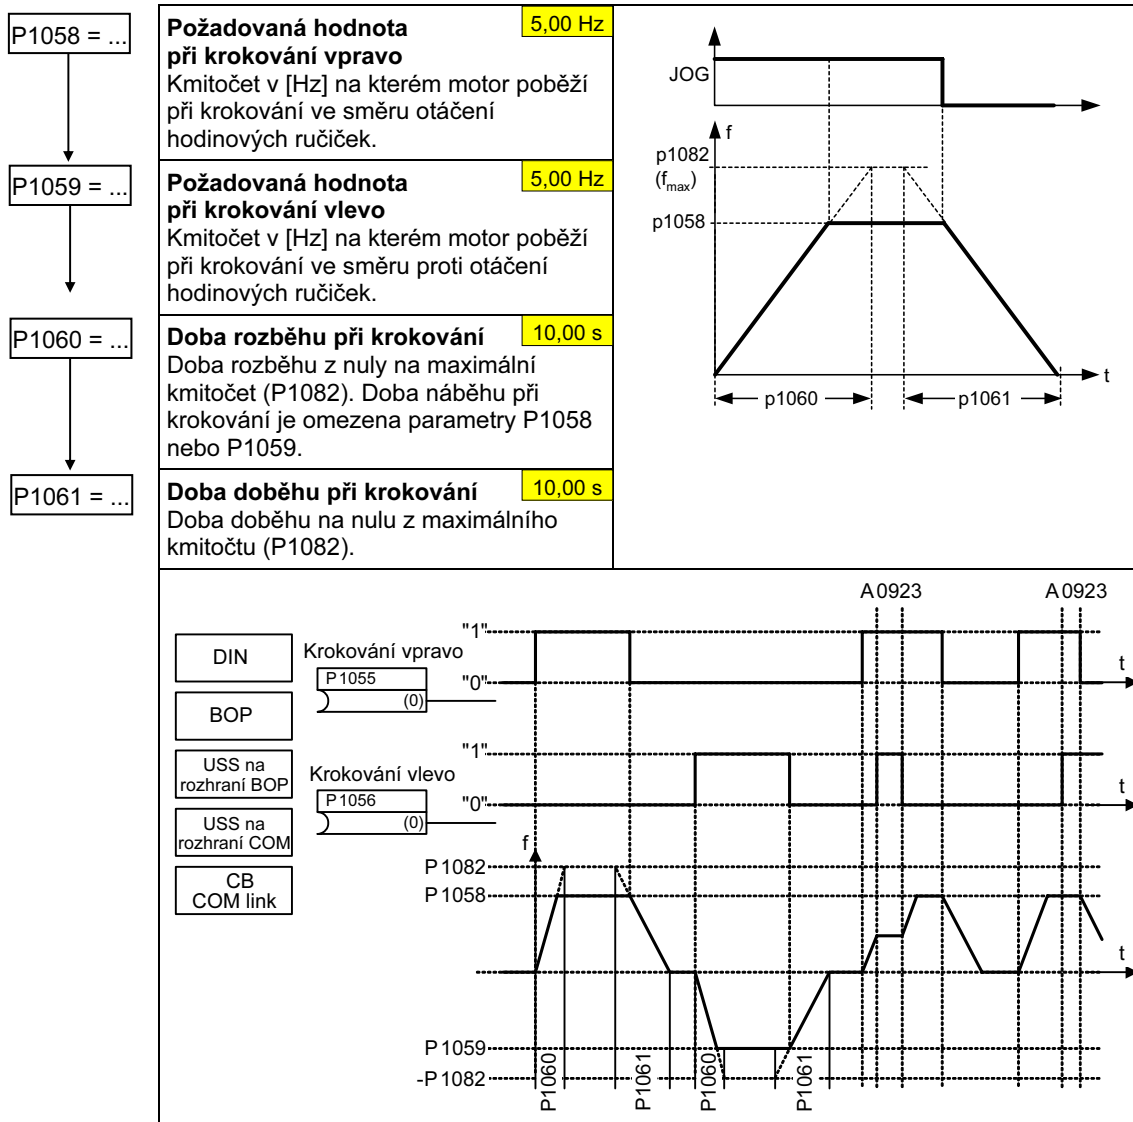 P1058 = ...
Požadovaná hodnota
při krokování vpravo
5,00 Hz
Kmitočet v [Hz] na kterém motor poběží
při krokování ve směru otáčení
hodinových ručiček.
P1059 = ...
Požadovaná hodnota
při krokování vlevo
5,00 Hz
Kmitočet v [Hz] na kterém motor poběží
při krokování ve směru proti otáčení
hodinových ručiček.
P1060 = ...
Doba rozběhu při krokování
10,00 s
Doba rozběhu z nuly na maximální
kmitočet (P1082). Doba náběhu při
krokování je omezena parametry P1058
nebo P1059.
P1061 = ...
Doba doběhu při krokování
10,00 s
Doba doběhu na nulu z maximálního
kmitočtu (P1082).
JOG
f
p1082
(fmax)
p1058
t
p1060
p1061
A0923
A0923
DIN
BOP
USS na
rozhraní BOP
USS na
rozhraní COM
CB
COM link
Krokování vpravo
P1055
(0)
"1"
"0"
t
Krokování vlevo
P1056
(0)
"1"
"0"
t
f
P1082
P1058
t
P1059
-P1082
P1060
P1061
P1060
P1061